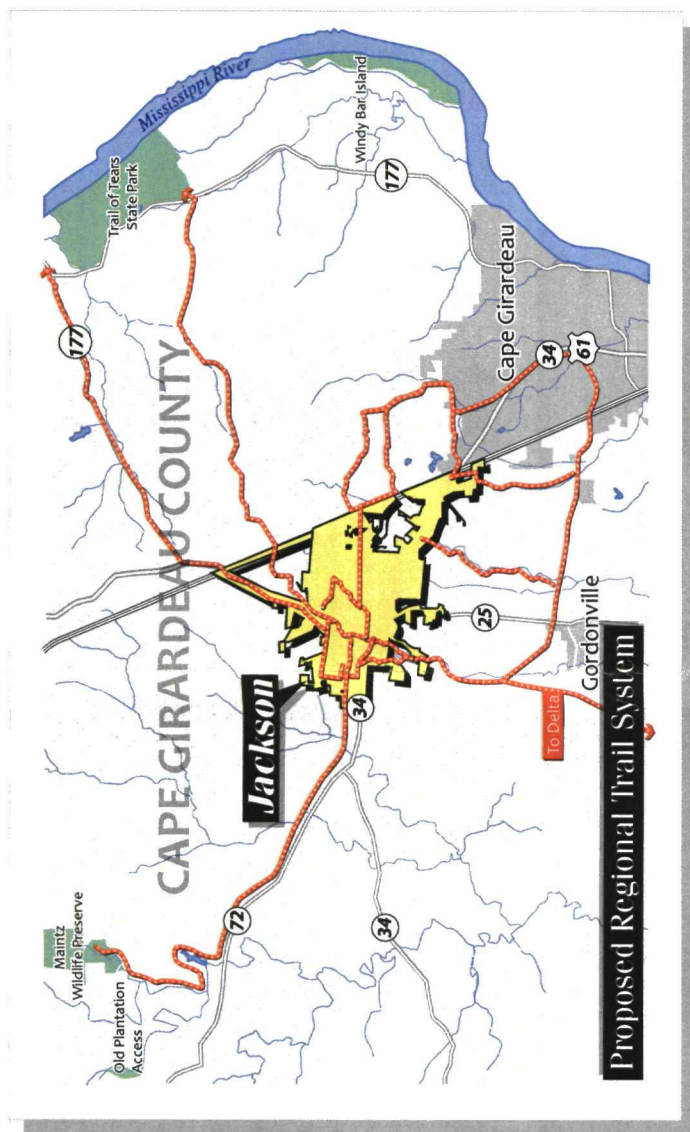 Mississippi River
Trail of Tears
State Park
Windy Bar Island
177
177
CAPE GIRARDEAU COUNTY
Cape Girardeau
34
61
Maintz
Wildlife Preserve
Old Plantation
Access
72
Jackson
34
34
25
Gordonville
To Delta
Proposed Regional Trail System